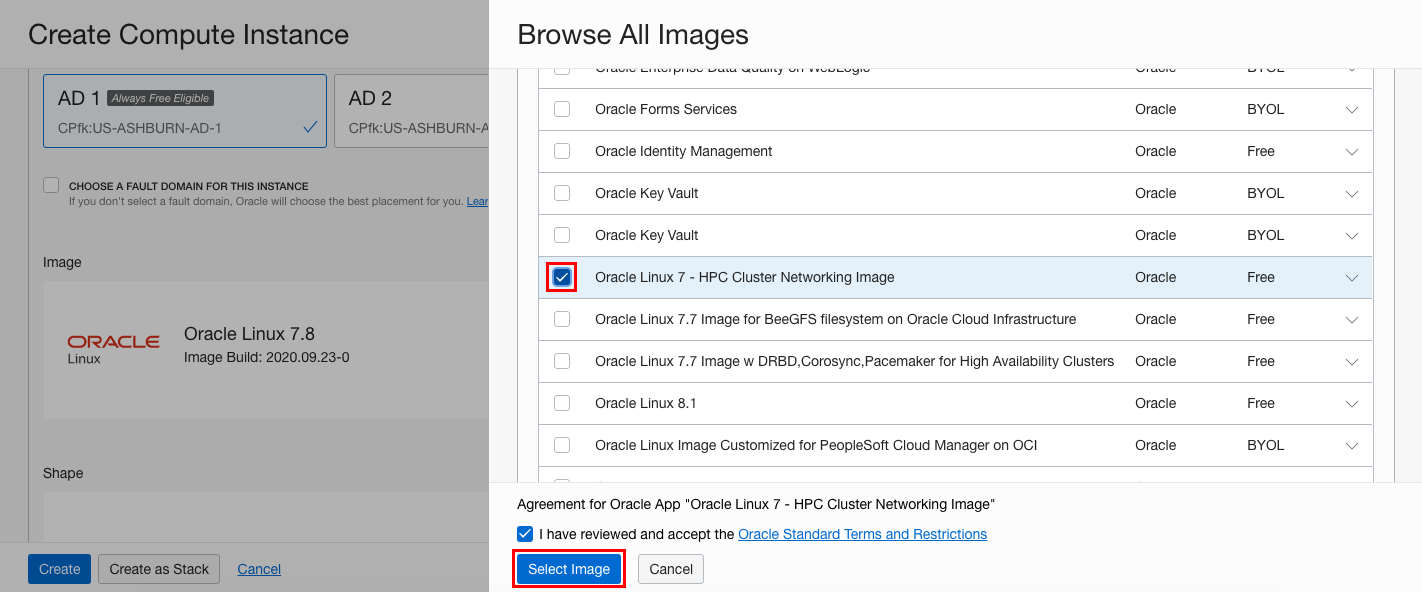 Create Compute Instance
AD 1 Always Free Eligible
CPfk:US-ASHBURN-AD-1
AD 2
CPfk:US-ASHBURN-A
CHOOSE A FAULT DOMAIN FOR THIS INSTANCE
If you don't select a fault domain, Oracle will choose the best placement for you. Lear
Image
ORACLE
Linux
Oracle Linux 7.8
Image Build: 2020.09.23-0
Shape
Create Create as Stack Cancel
Browse All Images
Oracle Enterprise Data Quality on WebLogic Oracle BYOL
Oracle Forms Services Oracle BYOL
Oracle Identity Management Oracle Free
Oracle Key Vault Oracle BYOL
Oracle Key Vault Oracle BYOL
Oracle Linux 7 - HPC Cluster Networking Image Oracle Free
Oracle Linux 7.7 Image for BeeGFS filesystem on Oracle Cloud Infrastructure Oracle Free
Oracle Linux 7.7 Image w DRBD,Corosync,Pacemaker for High Availability Clusters Oracle Free
Oracle Linux 8.1 Oracle Free
Oracle Linux Image Customized for PeopleSoft Cloud Manager on OCI Oracle BYOL
Agreement for Oracle App "Oracle Linux 7 - HPC Cluster Networking Image"
I have reviewed and accept the Oracle Standard Terms and Restrictions
Select Image Cancel